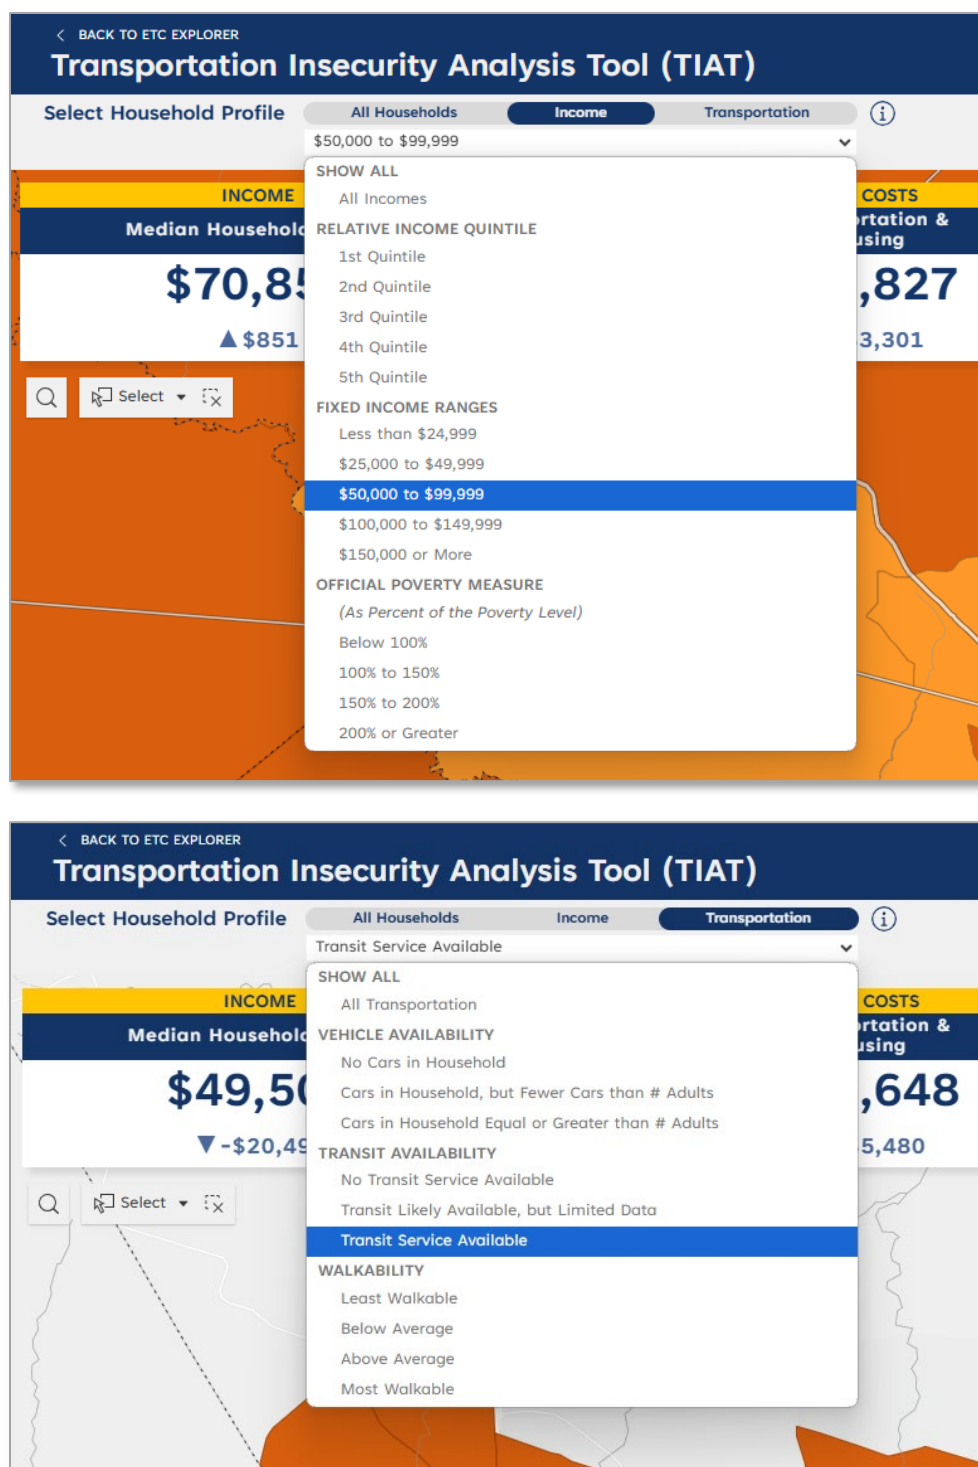 BACK TO ETC EXPLORER
Transportation Insecurity Analysis Tool (TIAT)
Select Household Profile All Households Income Transportation
$50,000 to $99,999
SHOW ALL
All Incomes
RELATIVE INCOME QUINTILE
1st Quintile
2nd Quintile
3rd Quintile
4th Quintile
5th Quintile
FIXED INCOME RANGES
Less than $24,999
$25,000 to $49,999
$50,000 to $99,999
$100,000 to $149,999
$150,000 or More
OFFICIAL POVERTY MEASURE
(As Percent of the Poverty Level)
Below 100%
100% to 150%
150% to 200%
200% or Greater
INCOME
Median Household
$70,85
▲ $851
COSTS
rtation &
using
,827
3,301
Select
BACK TO ETC EXPLORER
Transportation Insecurity Analysis Tool (TIAT)
Select Household Profile All Households Income Transportation
Transit Service Available
SHOW ALL
All Transportation
VEHICLE AVAILABILITY
No Cars in Household
Cars in Household, but Fewer Cars than # Adults
Cars in Household Equal or Greater than # Adults
TRANSIT AVAILABILITY
No Transit Service Available
Transit Likely Available, but Limited Data
Transit Service Available
WALKABILITY
Least Walkable
Below Average
Above Average
Most Walkable
INCOME
Median Household
$49,50
▼ -$20,49
COSTS
rtation &
using
,648
5,480
Select